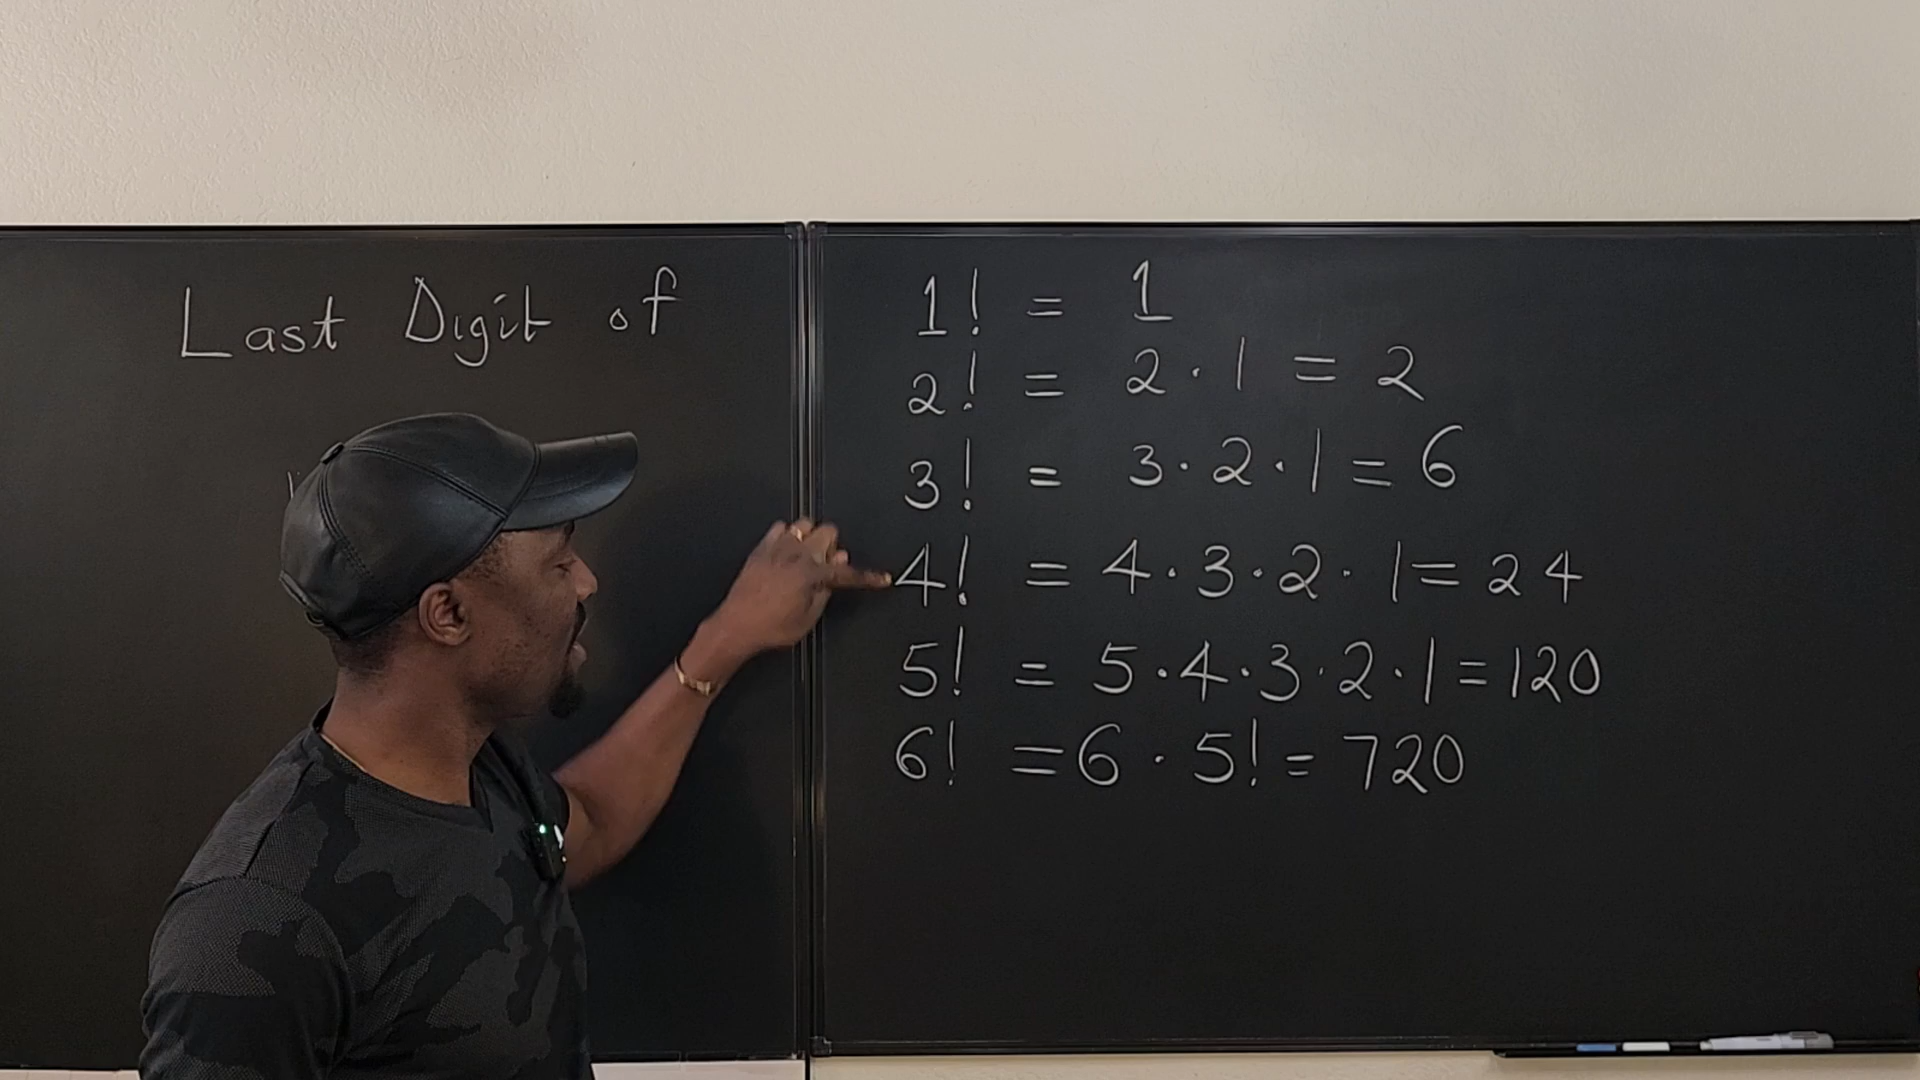 Last Digit of
1! = 1
2! = 2 · 1 = 2
3! = 3 · 2 · 1 = 6
4! = 4 · 3 · 2 · 1 = 24
5! = 5 · 4 · 3 · 2 · 1 = 120
6! = 6 · 5! = 720